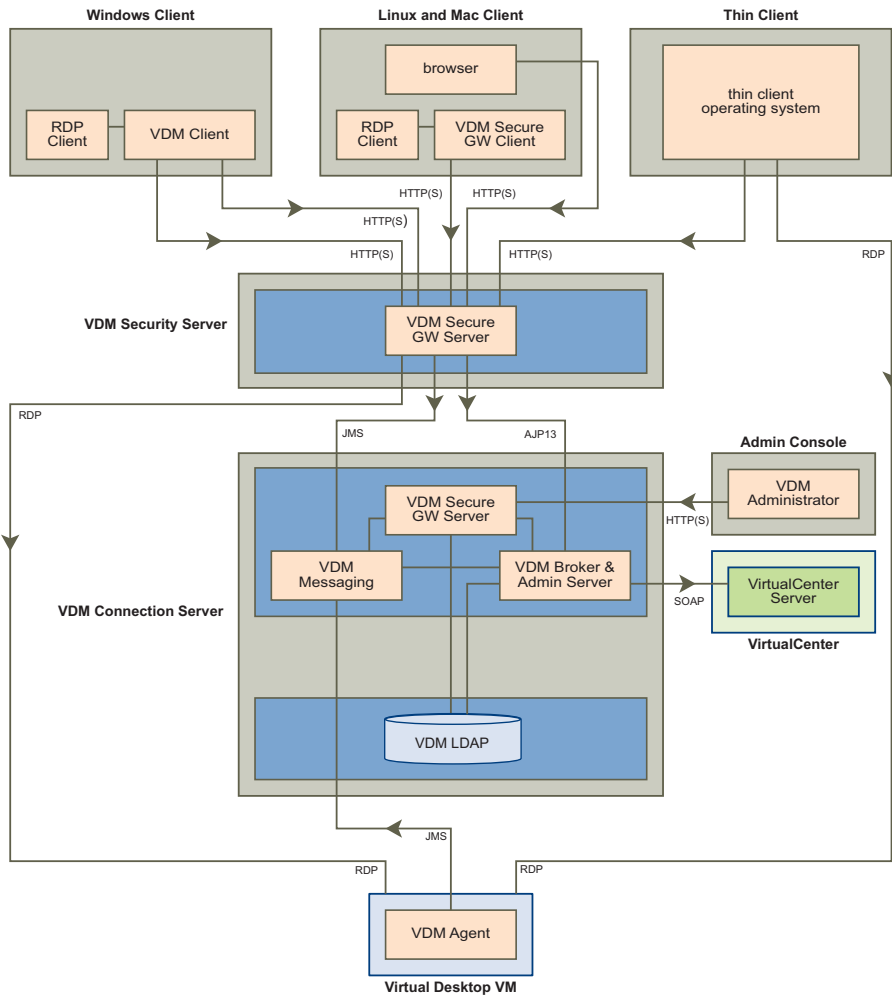 Windows Client
Linux and Mac Client
Thin Client
browser
thin client
operating system
RDP
Client
VDM Client
RDP
Client
VDM Secure
GW Client
HTTP(S)
HTTP(S)
HTTP(S)
HTTP(S)
HTTP(S)
RDP
VDM Security Server
VDM Secure
GW Server
RDP
JMS
AJP13
Admin Console
VDM
Administrator
HTTP(S)
VDM Secure
GW Server
VDM
Messaging
VDM Broker &
Admin Server
SOAP
VirtualCenter
Server
VirtualCenter
VDM Connection Server
VDM LDAP
JMS
RDP
RDP
VDM Agent
Virtual Desktop VM